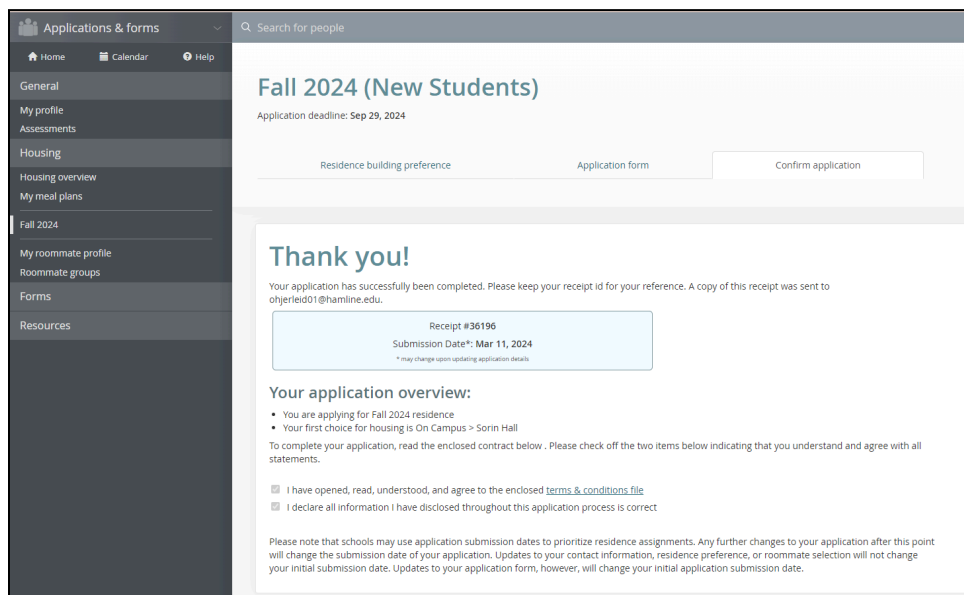 Applications & forms
Search for people
Home
Calendar
Help
General
My profile
Assessments
Housing
Housing overview
My meal plans
Fall 2024
My roommate profile
Roommate groups
Forms
Resources
Fall 2024 (New Students)
Application deadline: Sep 29, 2024
Residence building preference
Application form
Confirm application
Thank you!
Your application has successfully been completed. Please keep your receipt id for your reference. A copy of this receipt was sent to
ohjerleid01@hamline.edu.
Receipt #36196
Submission Date*: Mar 11, 2024
* may change upon updating application details
Your application overview:
• You are applying for Fall 2024 residence
• Your first choice for housing is On Campus > Sorin Hall
To complete your application, read the enclosed contract below . Please check off the two items below indicating that you understand and agree with all
statements.
I have opened, read, understood, and agree to the enclosed terms & conditions file
I declare all information I have disclosed throughout this application process is correct
Please note that schools may use application submission dates to prioritize residence assignments. Any further changes to your application after this point
will change the submission date of your application. Updates to your contact information, residence preference, or roommate selection will not change
your initial submission date. Updates to your application form, however, will change your initial application submission date.